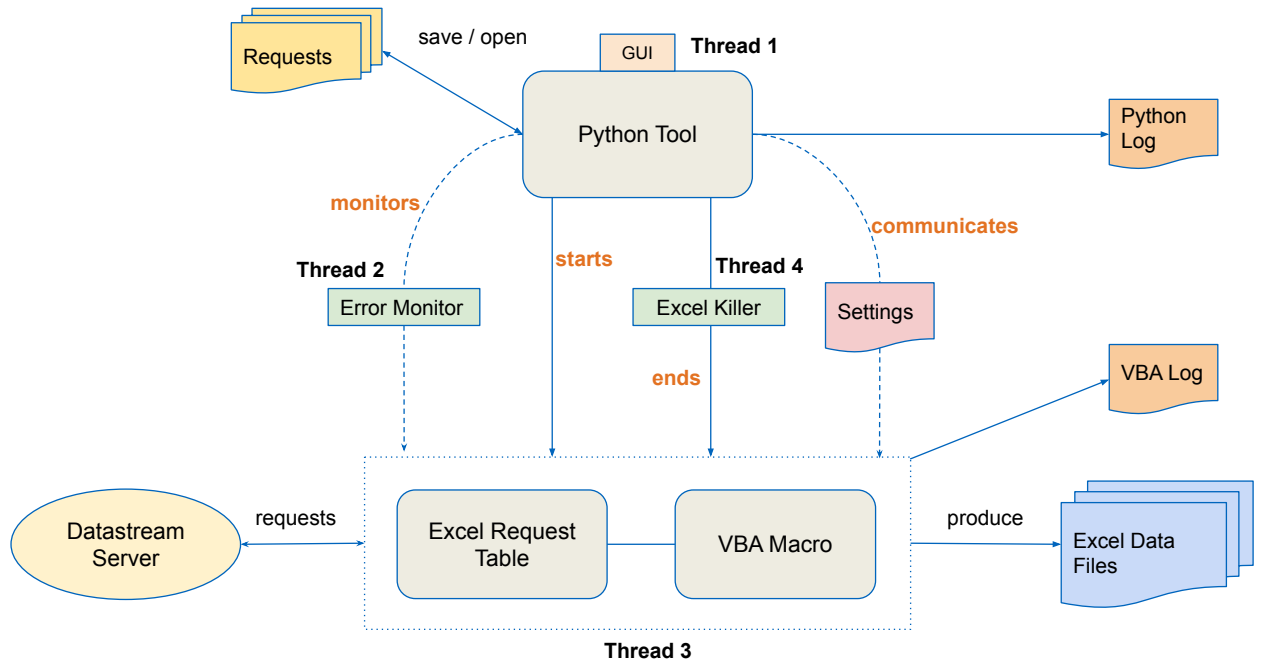 save / open
Thread 1
GUI
Requests
Python Tool
Python
Log
monitors
communicates
starts
Thread 2
Thread 4
Error Monitor
Excel Killer
Settings
ends
VBA Log
Datastream
Server
requests
Excel Request
Table
VBA Macro
produce
Excel Data
Files
Thread 3